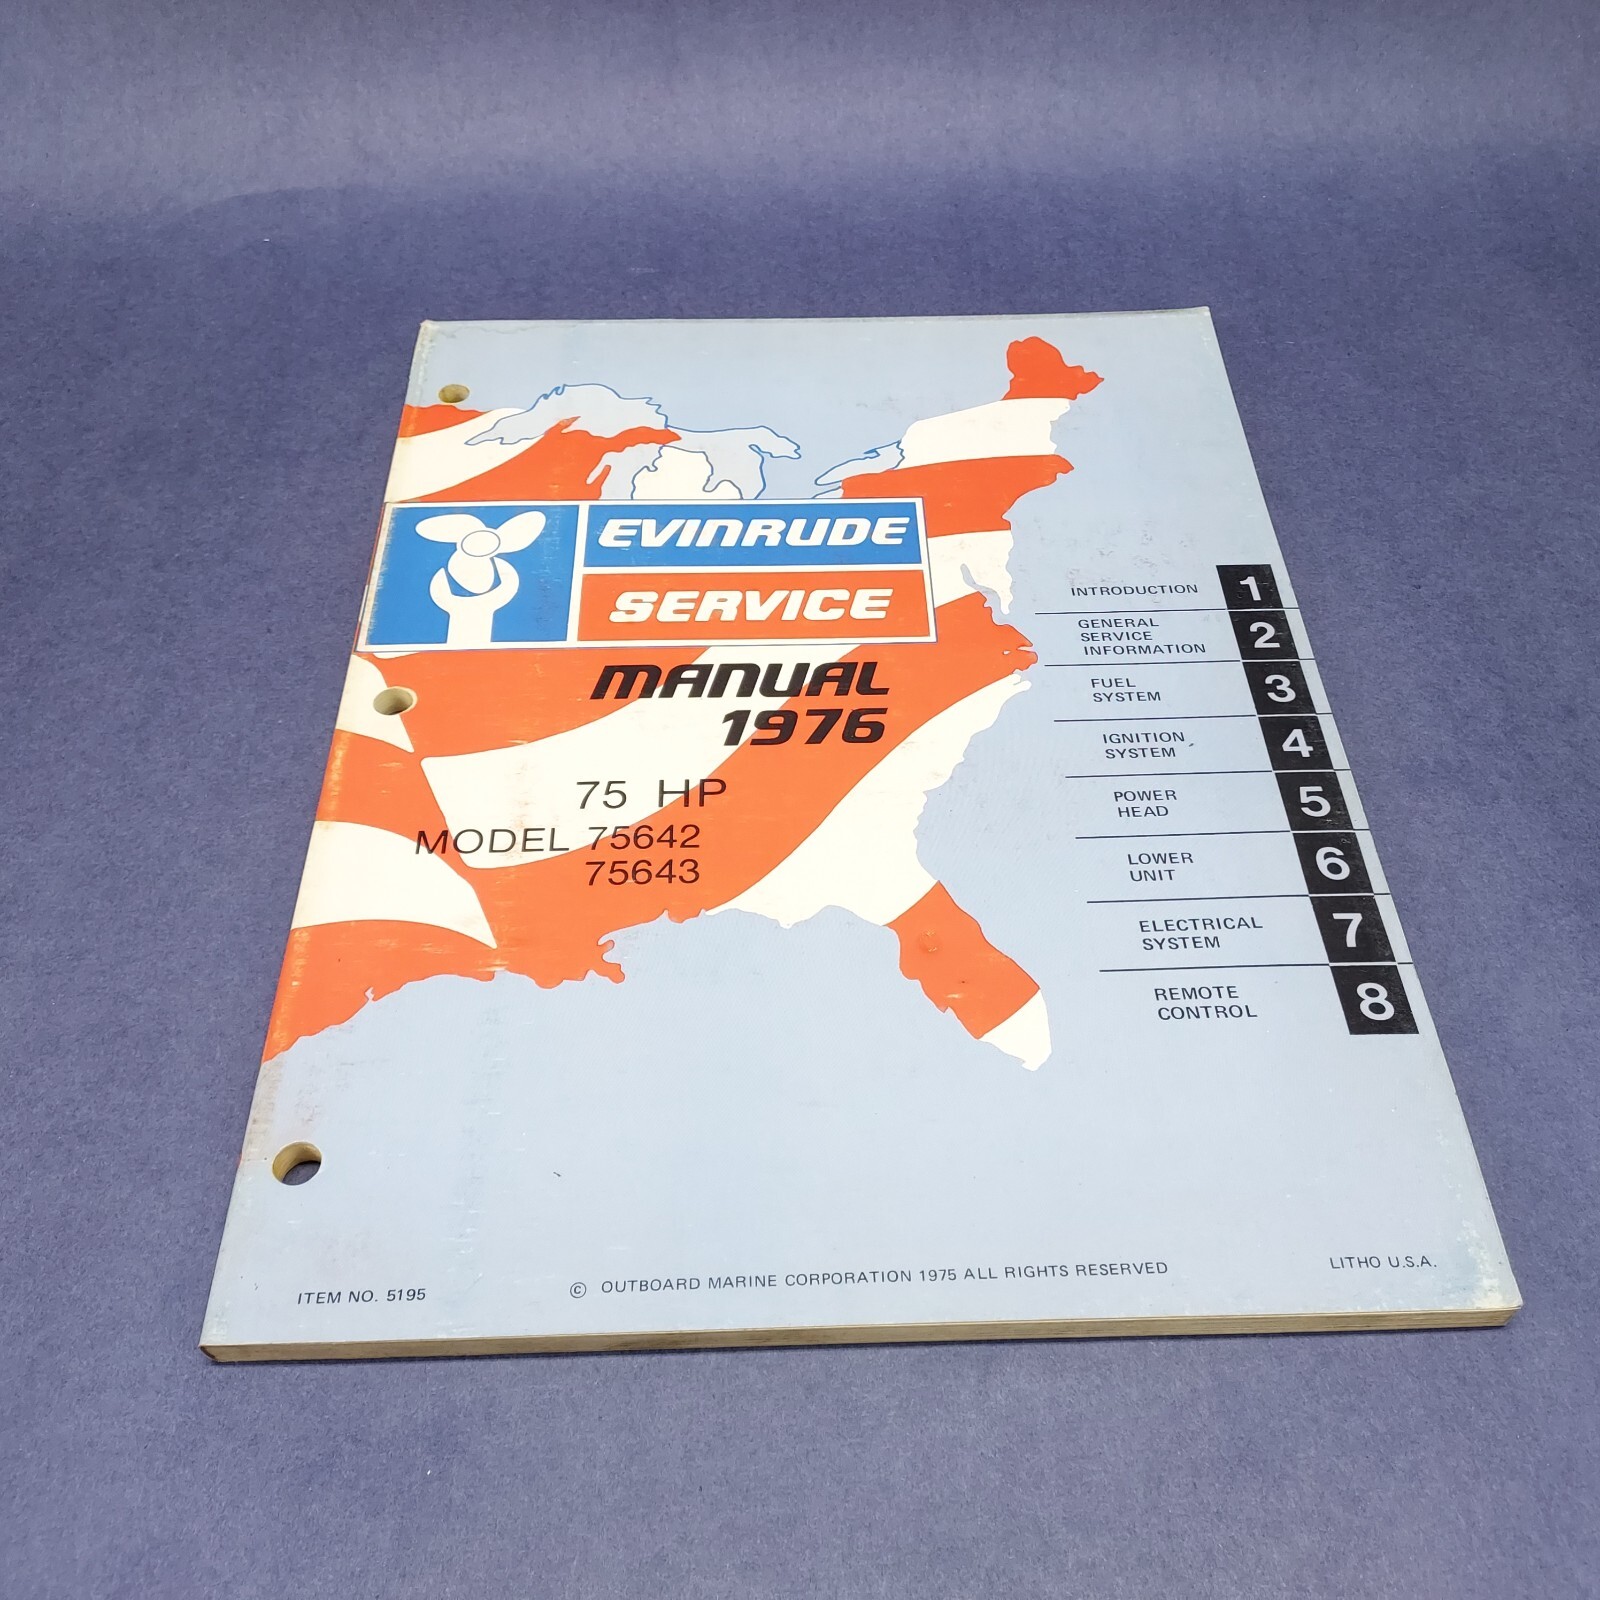 EVINRUDE
SERVICE
MANUAL
1976
75 HP
MODEL 75642
75643
INTRODUCTION 1
GENERAL
SERVICE
INFORMATION 2
FUEL
SYSTEM 3
IGNITION
SYSTEM 4
POWER
HEAD 5
LOWER
UNIT 6
ELECTRICAL
SYSTEM 7
REMOTE
CONTROL 8
ITEM NO. 5195
© OUTBOARD MARINE CORPORATION 1975 ALL RIGHTS RESERVED
LITHO U.S.A.